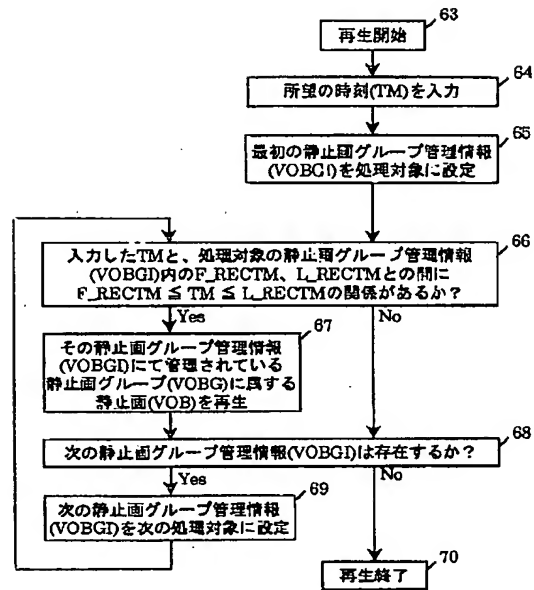 63
再生開始
64
所望の時刻(TM)を入力
65
最初の静止画グループ管理情報
(VOBGI)を処理対象に設定
66
入力したTMと、処理対象の静止画グループ管理情報
(VOBGI)内のF_RECTM、L_RECTMとの間に
F_RECTM ≦ TM ≦ L_RECTMの関係があるか？
Yes
No
67
その静止画グループ管理情報
(VOBGI)にて管理されている
静止画グループ(VOBG)に属する
静止画(VOB)を再生
68
次の静止画グループ管理情報(VOBGI)は存在するか？
Yes
No
69
次の静止画グループ管理情報
(VOBGI)を次の処理対象に設定
70
再生終了